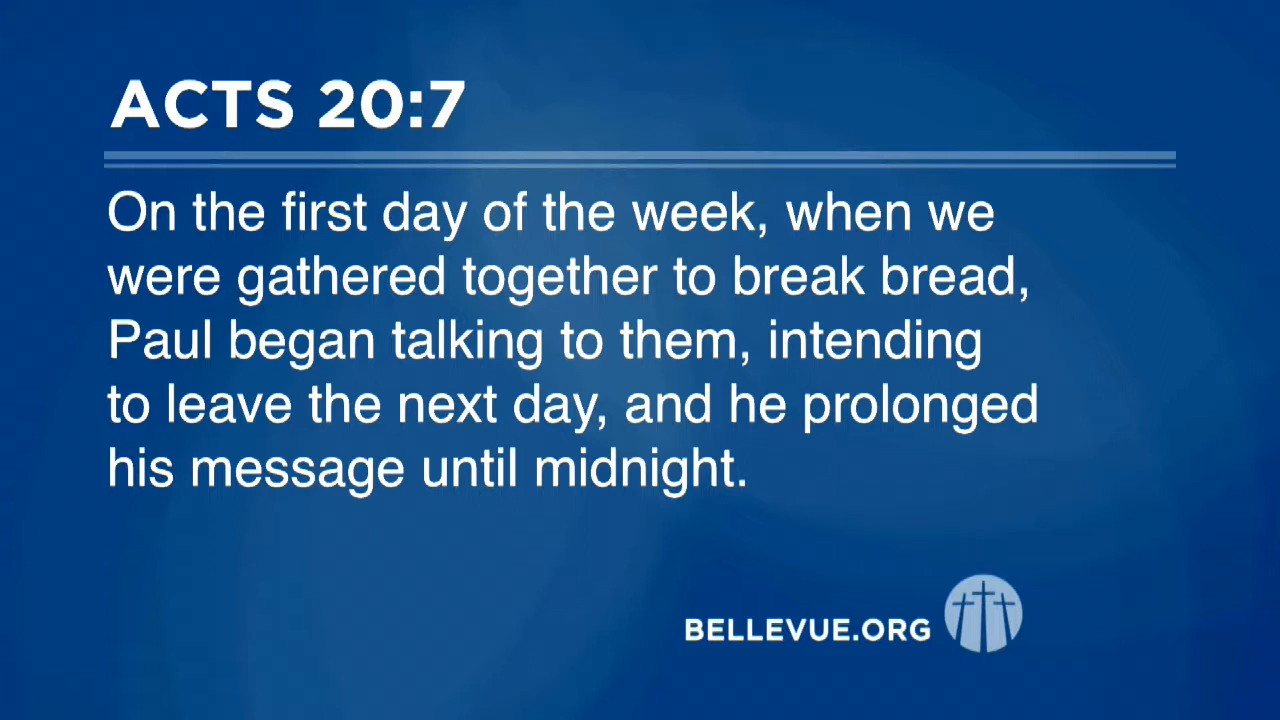 ACTS 20:7
On the first day of the week, when we
were gathered together to break bread,
Paul began talking to them, intending
to leave the next day, and he prolonged
his message until midnight.
BELLEVUE.ORG